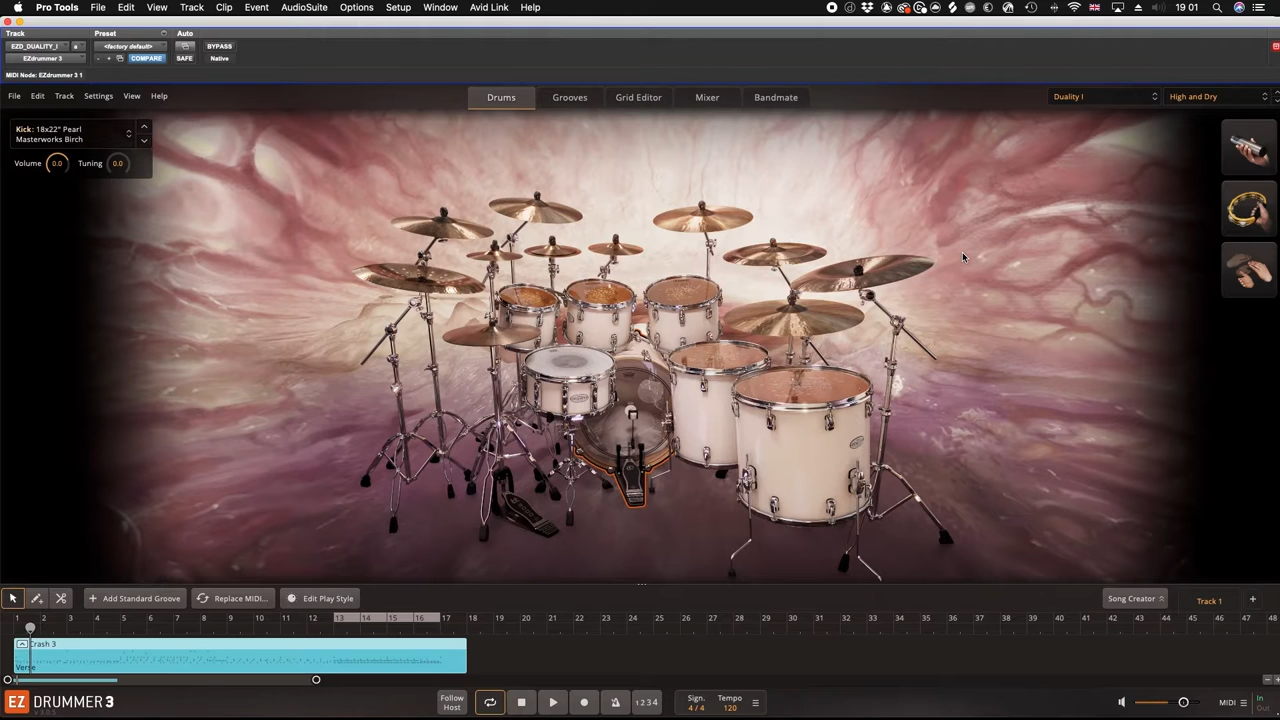 Pro Tools File Edit View Track Clip Event AudioSuite Options Setup Window Avid Link Help 19 01
Track Preset Auto
EZD_DUALITY_I <factory default> BYPASS
EZdrummer 3 - + COMPARE SAFE Native
MIDI Node: EZdrummer 3 1
File Edit Track Settings View Help Drums Grooves Grid Editor Mixer Bandmate Duality I High and Dry
Kick: 18x22" Pearl
Masterworks Birch
Volume 0.0 Tuning 0.0
Add Standard Groove Replace MIDI... Edit Play Style Song Creator Track 1 +
1 2 3 4 5 6 7 8 9 10 11 12 13 14 15 16 17 18 19 20 21 22 23 24 25 26 27 28 29 30 31 32 33 34 35 36 37 38 39 40 41 42 43 44 45 46 47 48
Crash 3
Verse
EZ DRUMMER 3 Follow Host 1 2 3 4 Sign. 4 / 4 Tempo 120 MIDI In Out